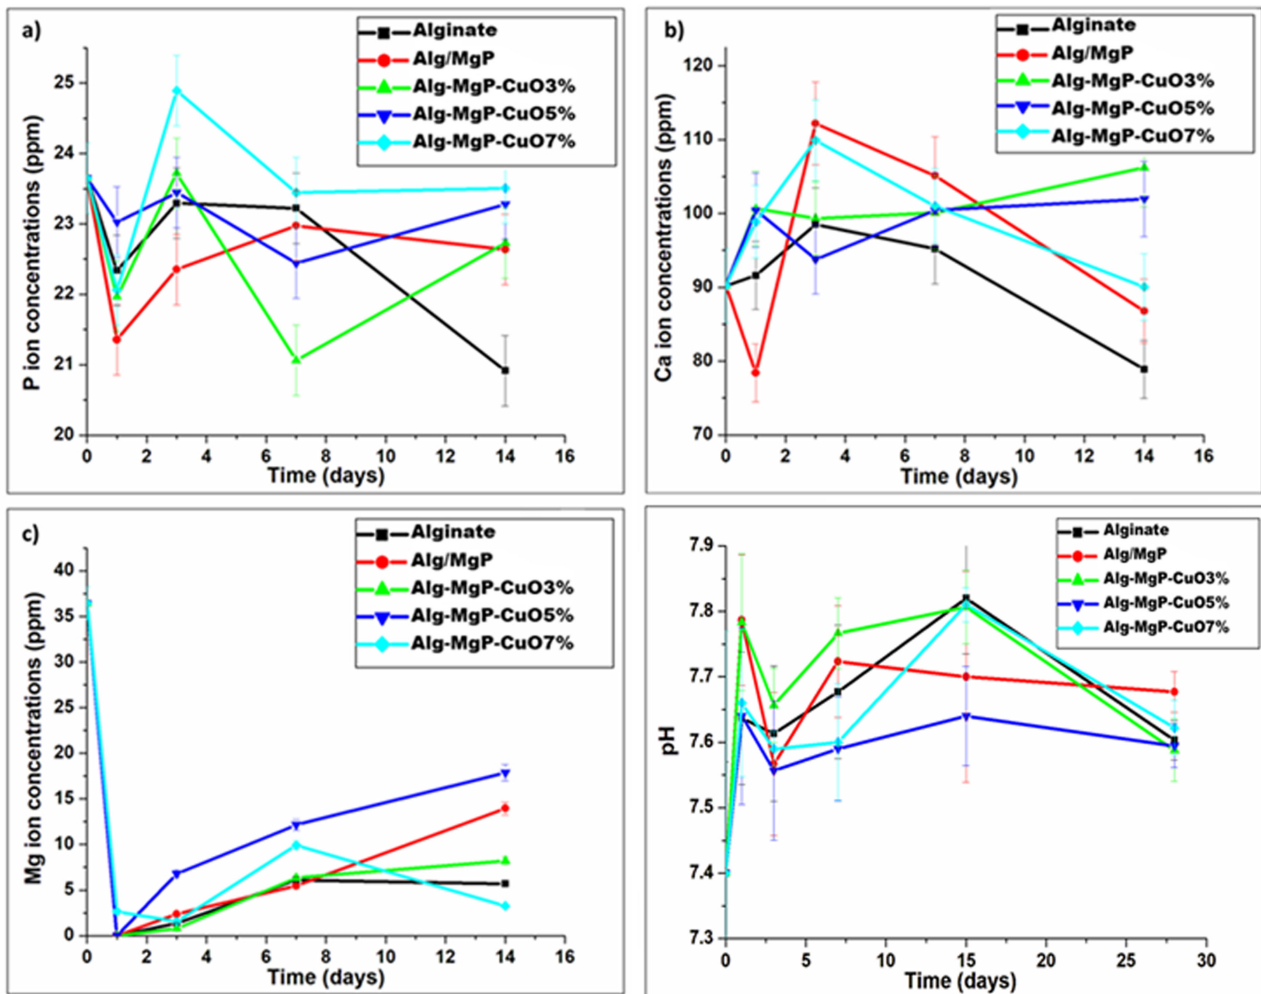 a)
Alginate
Alg/MgP
Alg-MgP-CuO3%
Alg-MgP-CuO5%
Alg-MgP-CuO7%
P ion concentrations (ppm)
25
24
23
22
21
20
0 2 4 6 8 10 12 14 16
Time (days)
b)
Alginate
Alg/MgP
Alg-MgP-CuO3%
Alg-MgP-CuO5%
Alg-MgP-CuO7%
Ca ion concentrations (ppm)
120
110
100
90
80
70
0 2 4 6 8 10 12 14 16
Time (days)
c)
Alginate
Alg/MgP
Alg-MgP-CuO3%
Alg-MgP-CuO5%
Alg-MgP-CuO7%
Mg ion concentrations (ppm)
40
35
30
25
20
15
10
5
0
0 2 4 6 8 10 12 14 16
Time (days)
Alginate
Alg/MgP
Alg-MgP-CuO3%
Alg-MgP-CuO5%
Alg-MgP-CuO7%
pH
7.9
7.8
7.7
7.6
7.5
7.4
7.3
0 5 10 15 20 25 30
Time (days)